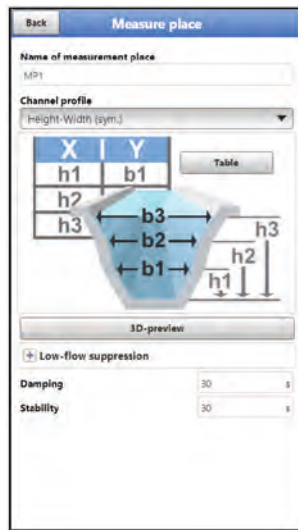 Back Measure place
Name of measurement place
MP1
Channel profile
Height-Width (sym.)
X Y
h1 b1
Table
h2
h3
b3
h3
b2
h2
b1
h1
3D-preview
+ Low-flow suppression
Damping 30 s
Stability 30 s